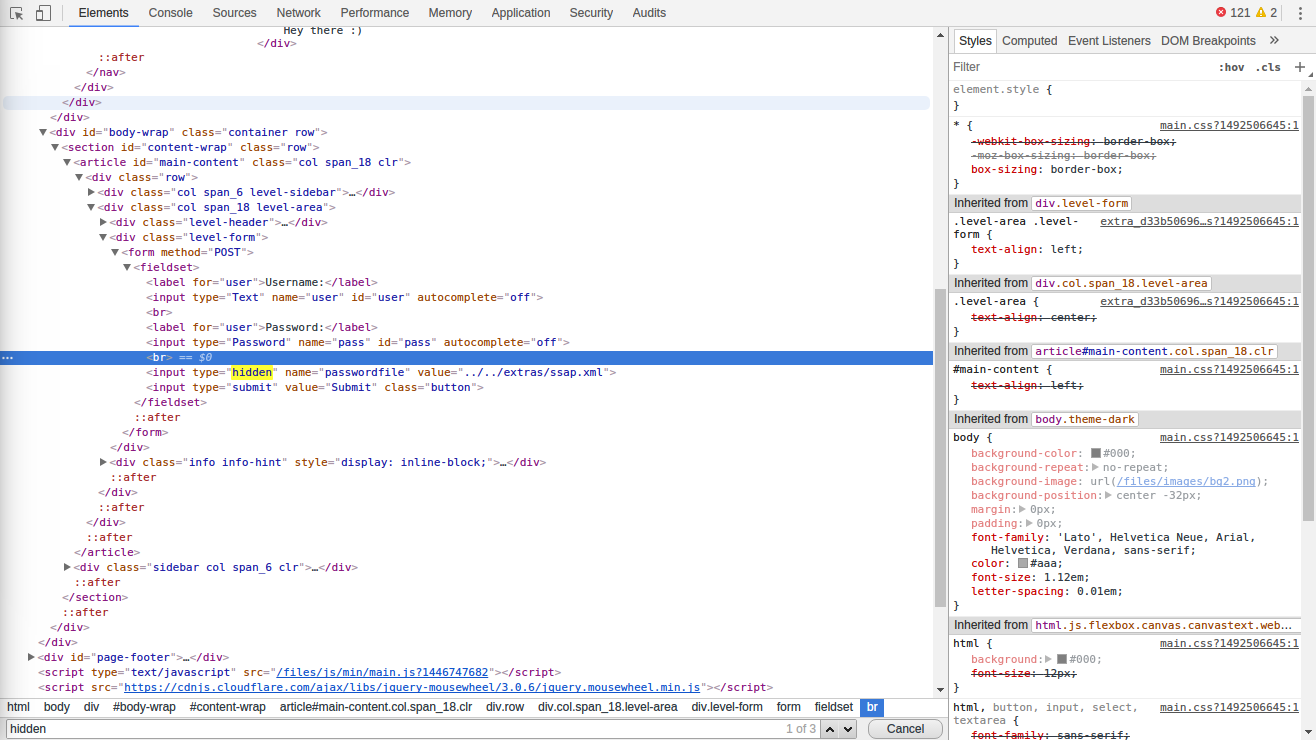 Elements Console Sources Network Performance Memory Application Security Audits 121 2
Hey there :)
</div>
::after
</nav>
</div>
</div>
</div>
<div id="body-wrap" class="container row">
<section id="content-wrap" class="row">
<article id="main-content" class="col span_18 clr">
<div class="row">
<div class="col span_6 level-sidebar">…</div>
<div class="col span_18 level-area">
<div class="level-header">…</div>
<div class="level-form">
<form method="POST">
<fieldset>
<label for="user">Username:</label>
<input type="Text" name="user" id="user" autocomplete="off">
<br>
<label for="user">Password:</label>
<input type="Password" name="pass" id="pass" autocomplete="off">
<br> == $0
<input type="hidden" name="passwordfile" value="../../extras/ssap.xml">
<input type="submit" value="Submit" class="button">
</fieldset>
::after
</form>
</div>
<div class="info info-hint" style="display: inline-block;">…</div>
::after
</div>
::after
</div>
::after
</article>
<div class="sidebar col span_6 clr">…</div>
::after
</section>
::after
</div>
</div>
<div id="page-footer">…</div>
<script type="text/javascript" src="/files/js/min/main.js?1446747682"></script>
<script src="https://cdnjs.cloudflare.com/ajax/libs/jquery-mousewheel/3.0.6/jquery.mousewheel.min.js"></script>
html body div #body-wrap #content-wrap article#main-content.col.span_18.clr div.row div.col.span_18.level-area div.level-form form fieldset br
hidden 1 of 3 Cancel
Styles Computed Event Listeners DOM Breakpoints »
Filter :hov .cls +
element.style {
}
* { main.css?1492506645:1
-webkit-box-sizing: border-box;
-moz-box-sizing: border-box;
box-sizing: border-box;
}
Inherited from div.level-form
.level-area .level- extra_d33b50696…s?1492506645:1
form {
text-align: left;
}
Inherited from div.col.span_18.level-area
.level-area { extra_d33b50696…s?1492506645:1
text-align: center;
}
Inherited from article#main-content.col.span_18.clr
#main-content { main.css?1492506645:1
text-align: left;
}
Inherited from body.theme-dark
body { main.css?1492506645:1
background-color: #000;
background-repeat: no-repeat;
background-image: url(/files/images/bg2.png);
background-position: center -32px;
margin: 0px;
padding: 0px;
font-family: 'Lato', Helvetica Neue, Arial,
Helvetica, Verdana, sans-serif;
color: #aaa;
font-size: 1.12em;
letter-spacing: 0.01em;
}
Inherited from html.js.flexbox.canvas.canvastext.web…
html { main.css?1492506645:1
background: #000;
font-size: 12px;
}
html, button, input, select, main.css?1492506645:1
textarea {
font-family: sans-serif;